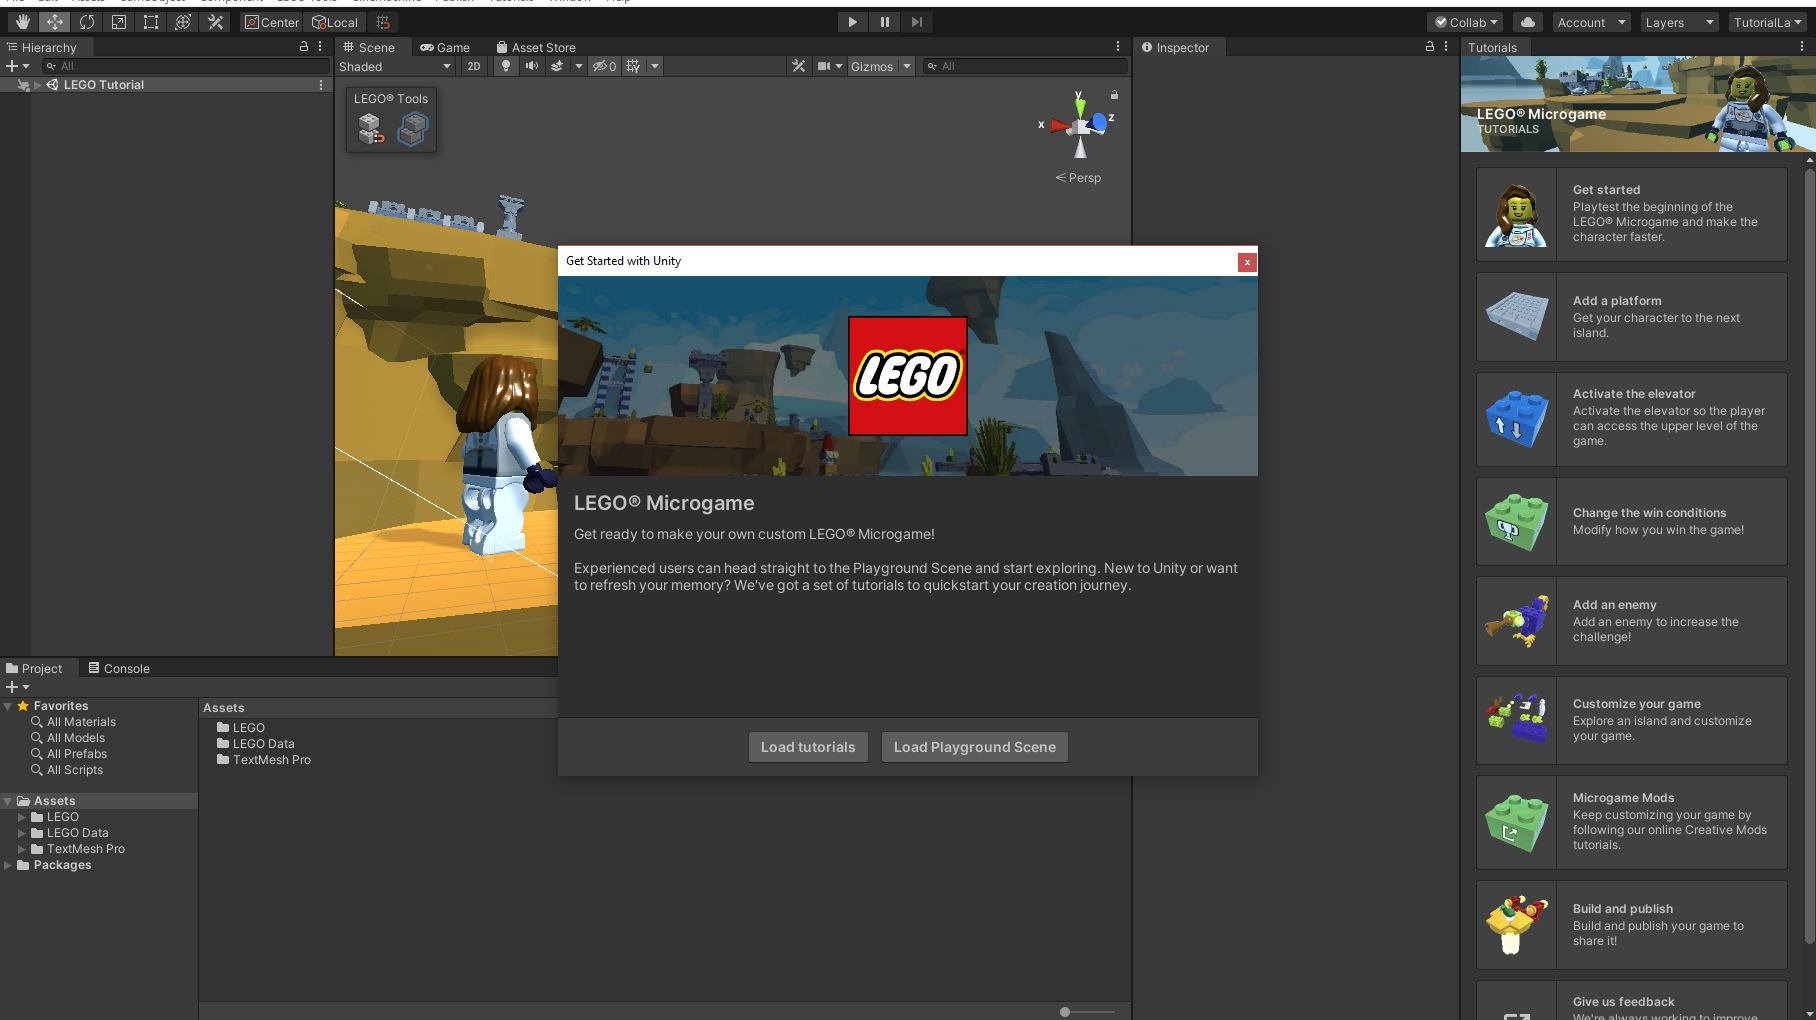 Center
Local
Collab
Account
Layers
TutorialLa
Hierarchy
All
LEGO Tutorial
Scene
Game
Asset Store
Shaded
2D
0
Gizmos
All
LEGO® Tools
y
x
z
Persp
Inspector
Tutorials
LEGO® Microgame
TUTORIALS
Get started
Playtest the beginning of the
LEGO® Microgame and make the
character faster.
Add a platform
Get your character to the next
island.
Activate the elevator
Activate the elevator so the player
can access the upper level of the
game.
Change the win conditions
Modify how you win the game!
Add an enemy
Add an enemy to increase the
challenge!
Customize your game
Explore an island and customize
your game.
Microgame Mods
Keep customizing your game by
following our online Creative Mods
tutorials.
Build and publish
Build and publish your game to
share it!
Give us feedback
We're always working to improve
Get Started with Unity
x
LEGO
LEGO® Microgame
Get ready to make your own custom LEGO® Microgame!
Experienced users can head straight to the Playground Scene and start exploring. New to Unity or want
to refresh your memory? We've got a set of tutorials to quickstart your creation journey.
Load tutorials
Load Playground Scene
Project
Console
Favorites
All Materials
All Models
All Prefabs
All Scripts
Assets
LEGO
LEGO Data
TextMesh Pro
Packages
Assets
LEGO
LEGO Data
TextMesh Pro